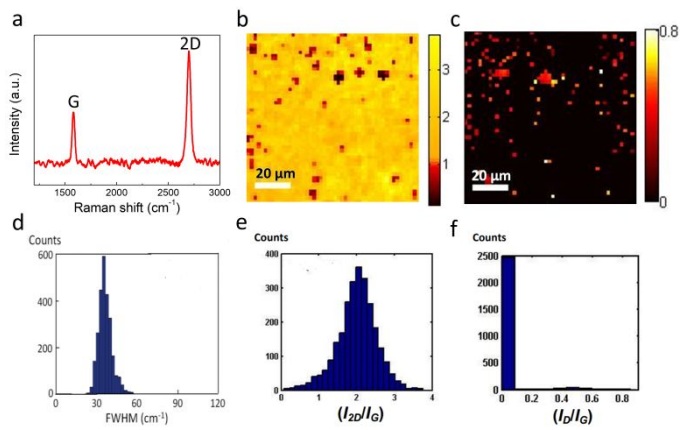 a
2D
G
Intensity (a.u.)
1500 2000 2500 3000
Raman shift (cm⁻¹)
b
20 µm
3
2
1
c
20 µm
0.8
0
d
Counts
600
400
200
0
0 30 60 90 120
FWHM (cm⁻¹)
e
Counts
400
300
200
100
0
0 1 2 3 4
(I2D/IG)
f
Counts
2500
2000
1500
1000
500
0
0 0.2 0.4 0.6 0.8
(ID/IG)